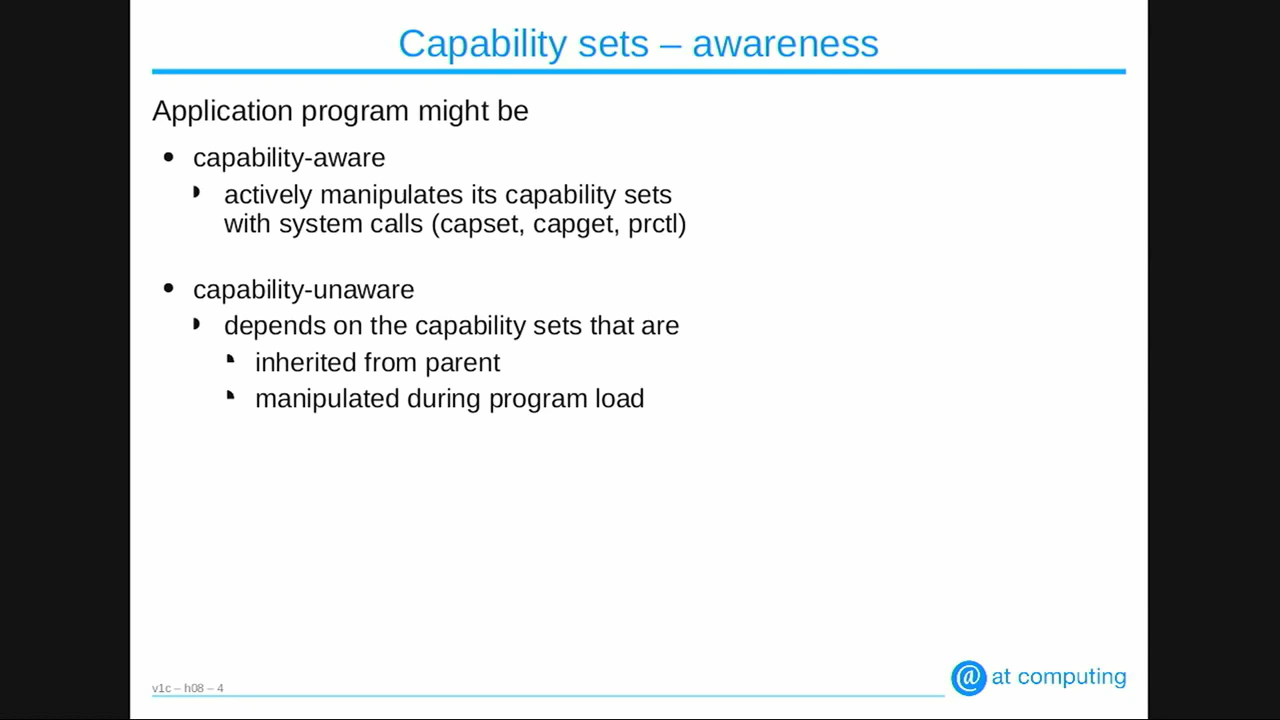 Capability sets – awareness
Application program might be
capability-aware
actively manipulates its capability sets
with system calls (capset, capget, prctl)
capability-unaware
depends on the capability sets that are
inherited from parent
manipulated during program load
v1c – h08 – 4
@ at computing